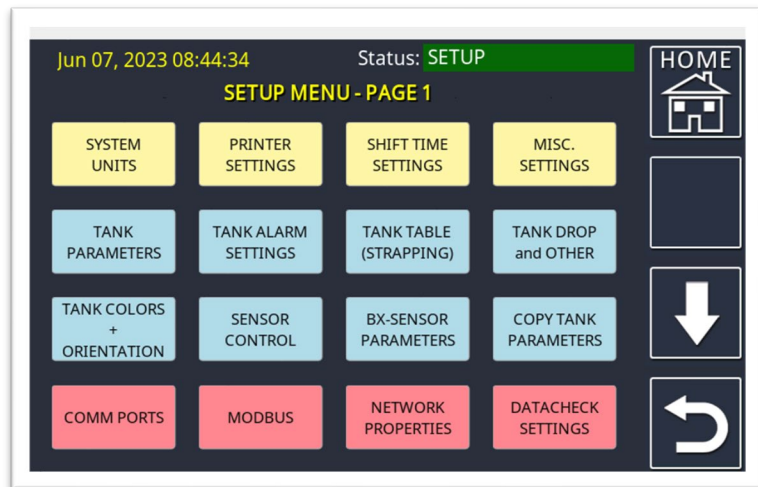 Jun 07, 2023 08:44:34
Status: SETUP
HOME
SETUP MENU - PAGE 1
SYSTEM
UNITS
PRINTER
SETTINGS
SHIFT TIME
SETTINGS
MISC.
SETTINGS
TANK
PARAMETERS
TANK ALARM
SETTINGS
TANK TABLE
(STRAPPING)
TANK DROP
and OTHER
TANK COLORS
+
ORIENTATION
SENSOR
CONTROL
BX-SENSOR
PARAMETERS
COPY TANK
PARAMETERS
COMM PORTS
MODBUS
NETWORK
PROPERTIES
DATACHECK
SETTINGS